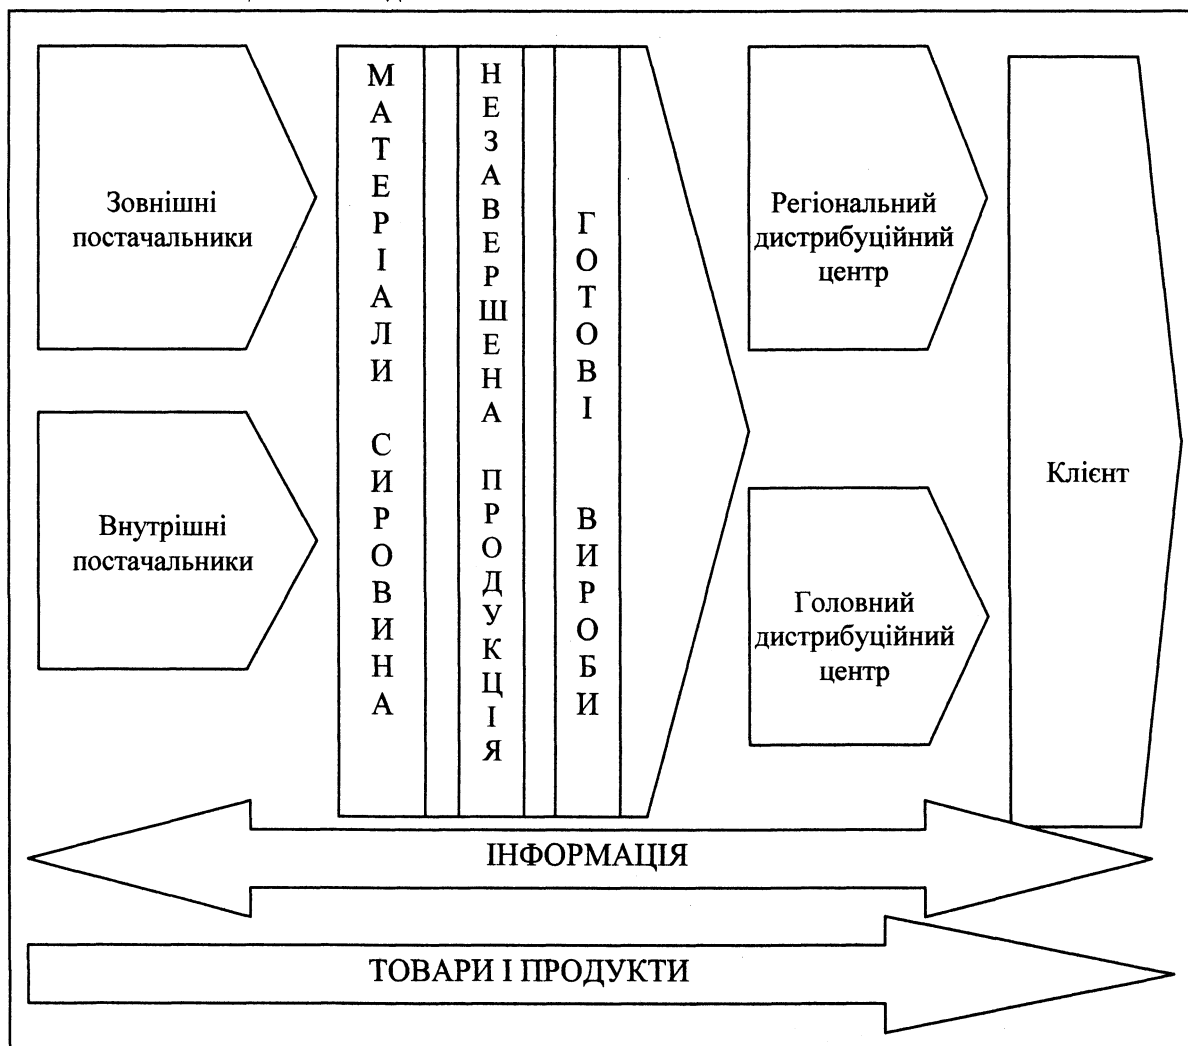 Зовнішні
постачальники
Внутрішні
постачальники
МАТЕРІАЛИ СИРОВИНА
НЕЗАВЕРШЕНА ПРОДУКЦІЯ
ГОТОВІ ВИРОБИ
Регіональний
дистрибуційний
центр
Головний
дистрибуційний
центр
Клієнт
ІНФОРМАЦІЯ
ТОВАРИ І ПРОДУКТИ